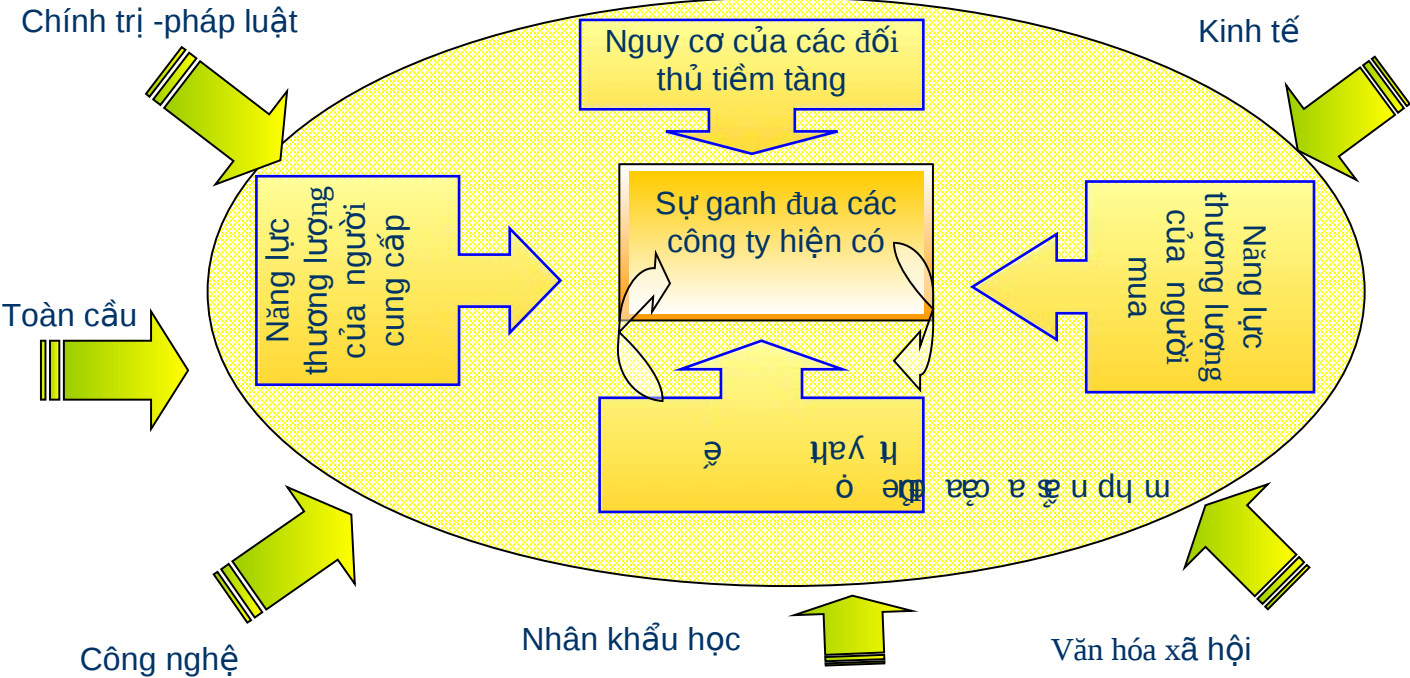 Chính trị -pháp luật
Kinh tế
Nguy cơ của các đối
thủ tiềm tàng
Sự ganh đua các
công ty hiện có
Năng lực
thương lượng
của người
cung cấp
Năng lực
thương lượng
của người
mua
Toàn cầu
Công nghệ
Nhân khẩu học
Văn hóa xã hội